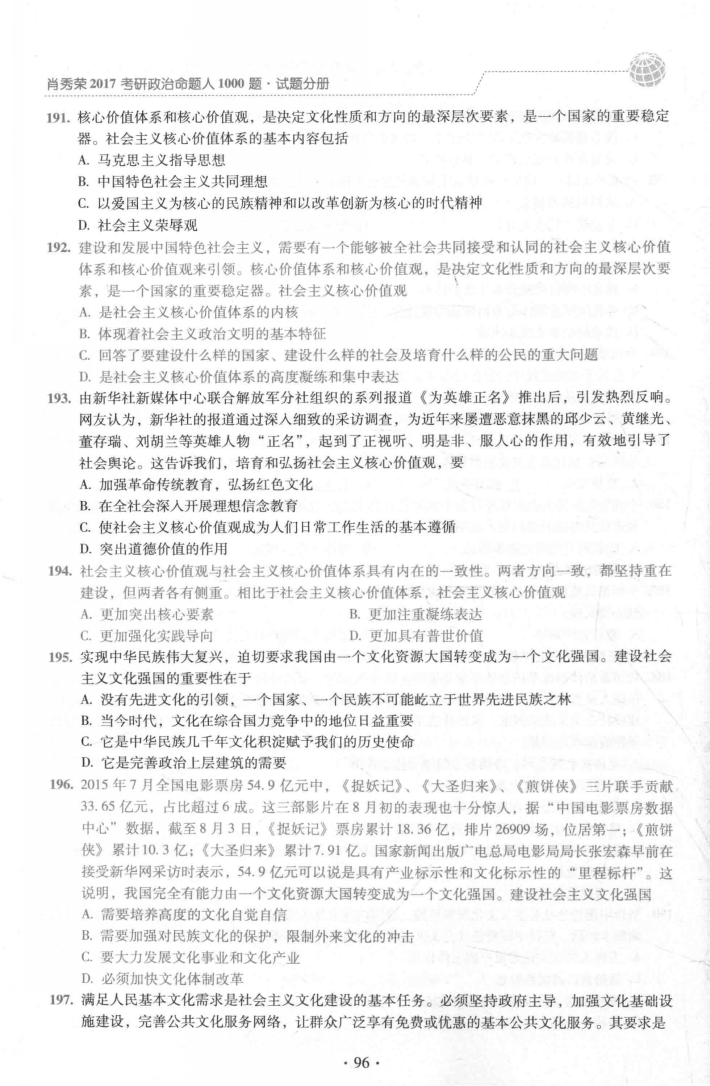 肖秀荣2017考研政治命题人1000题·试题分册
191. 核心价值体系和核心价值观，是决定文化性质和方向的最深层次要素，是一个国家的重要稳定
器。社会主义核心价值体系的基本内容包括
A. 马克思主义指导思想
B. 中国特色社会主义共同理想
C. 以爱国主义为核心的民族精神和以改革创新为核心的时代精神
D. 社会主义荣辱观
192. 建设和发展中国特色社会主义，需要有一个能够被全社会共同接受和认同的社会主义核心价值
体系和核心价值观来引领。核心价值体系和核心价值观，是决定文化性质和方向的最深层次要
素，是一个国家的重要稳定器。社会主义核心价值观
A. 是社会主义核心价值体系的内核
B. 体现着社会主义政治文明的基本特征
C. 回答了要建设什么样的国家、建设什么样的社会及培育什么样的公民的重大问题
D. 是社会主义核心价值体系的高度凝练和集中表达
193. 由新华社新媒体中心联合解放军分社组织的系列报道《为英雄正名》推出后，引发热烈反响。
网友认为，新华社的报道通过深入细致的采访调查，为近年来屡遭恶意抹黑的邱少云、黄继光、
董存瑞、刘胡兰等英雄人物“正名”，起到了正视听、明是非、服人心的作用，有效地引导了
社会舆论。这告诉我们，培育和弘扬社会主义核心价值观，要
A. 加强革命传统教育，弘扬红色文化
B. 在全社会深入开展理想信念教育
C. 使社会主义核心价值观成为人们日常工作生活的基本遵循
D. 突出道德价值的作用
194. 社会主义核心价值观与社会主义核心价值体系具有内在的一致性。两者方向一致，都坚持重在
建设，但两者各有侧重。相比于社会主义核心价值体系，社会主义核心价值观
A. 更加突出核心要素 B. 更加注重凝练表达
C. 更加强化实践导向 D. 更加具有普世价值
195. 实现中华民族伟大复兴，迫切要求我国由一个文化资源大国转变成为一个文化强国。建设社会
主义文化强国的重要性在于
A. 没有先进文化的引领，一个国家、一个民族不可能屹立于世界先进民族之林
B. 当今时代，文化在综合国力竞争中的地位日益重要
C. 它是中华民族几千年文化积淀赋予我们的历史使命
D. 它是完善政治上层建筑的需要
196. 2015年7月全国电影票房54.9亿元中，《捉妖记》、《大圣归来》、《煎饼侠》三片联手贡献
33.65亿元，占比超过6成。这三部影片在8月初的表现也十分惊人，据“中国电影票房数据
中心”数据，截至8月3日，《捉妖记》票房累计18.36亿，排片26909场，位居第一；《煎饼
侠》累计10.3亿；《大圣归来》累计7.91亿。国家新闻出版广电总局电影局局长张宏森早前在
接受新华网采访时表示，54.9亿元可以说是具有产业标示性和文化标示性的“里程标杆”。这
说明，我国完全有能力由一个文化资源大国转变成为一个文化强国。建设社会主义文化强国
A. 需要培养高度的文化自觉自信
B. 需要加强对民族文化的保护，限制外来文化的冲击
C. 要大力发展文化事业和文化产业
D. 必须加快文化体制改革
197. 满足人民基本文化需求是社会主义文化建设的基本任务。必须坚持政府主导，加强文化基础设
施建设，完善公共文化服务网络，让群众广泛享有免费或优惠的基本公共文化服务。其要求是
·96·